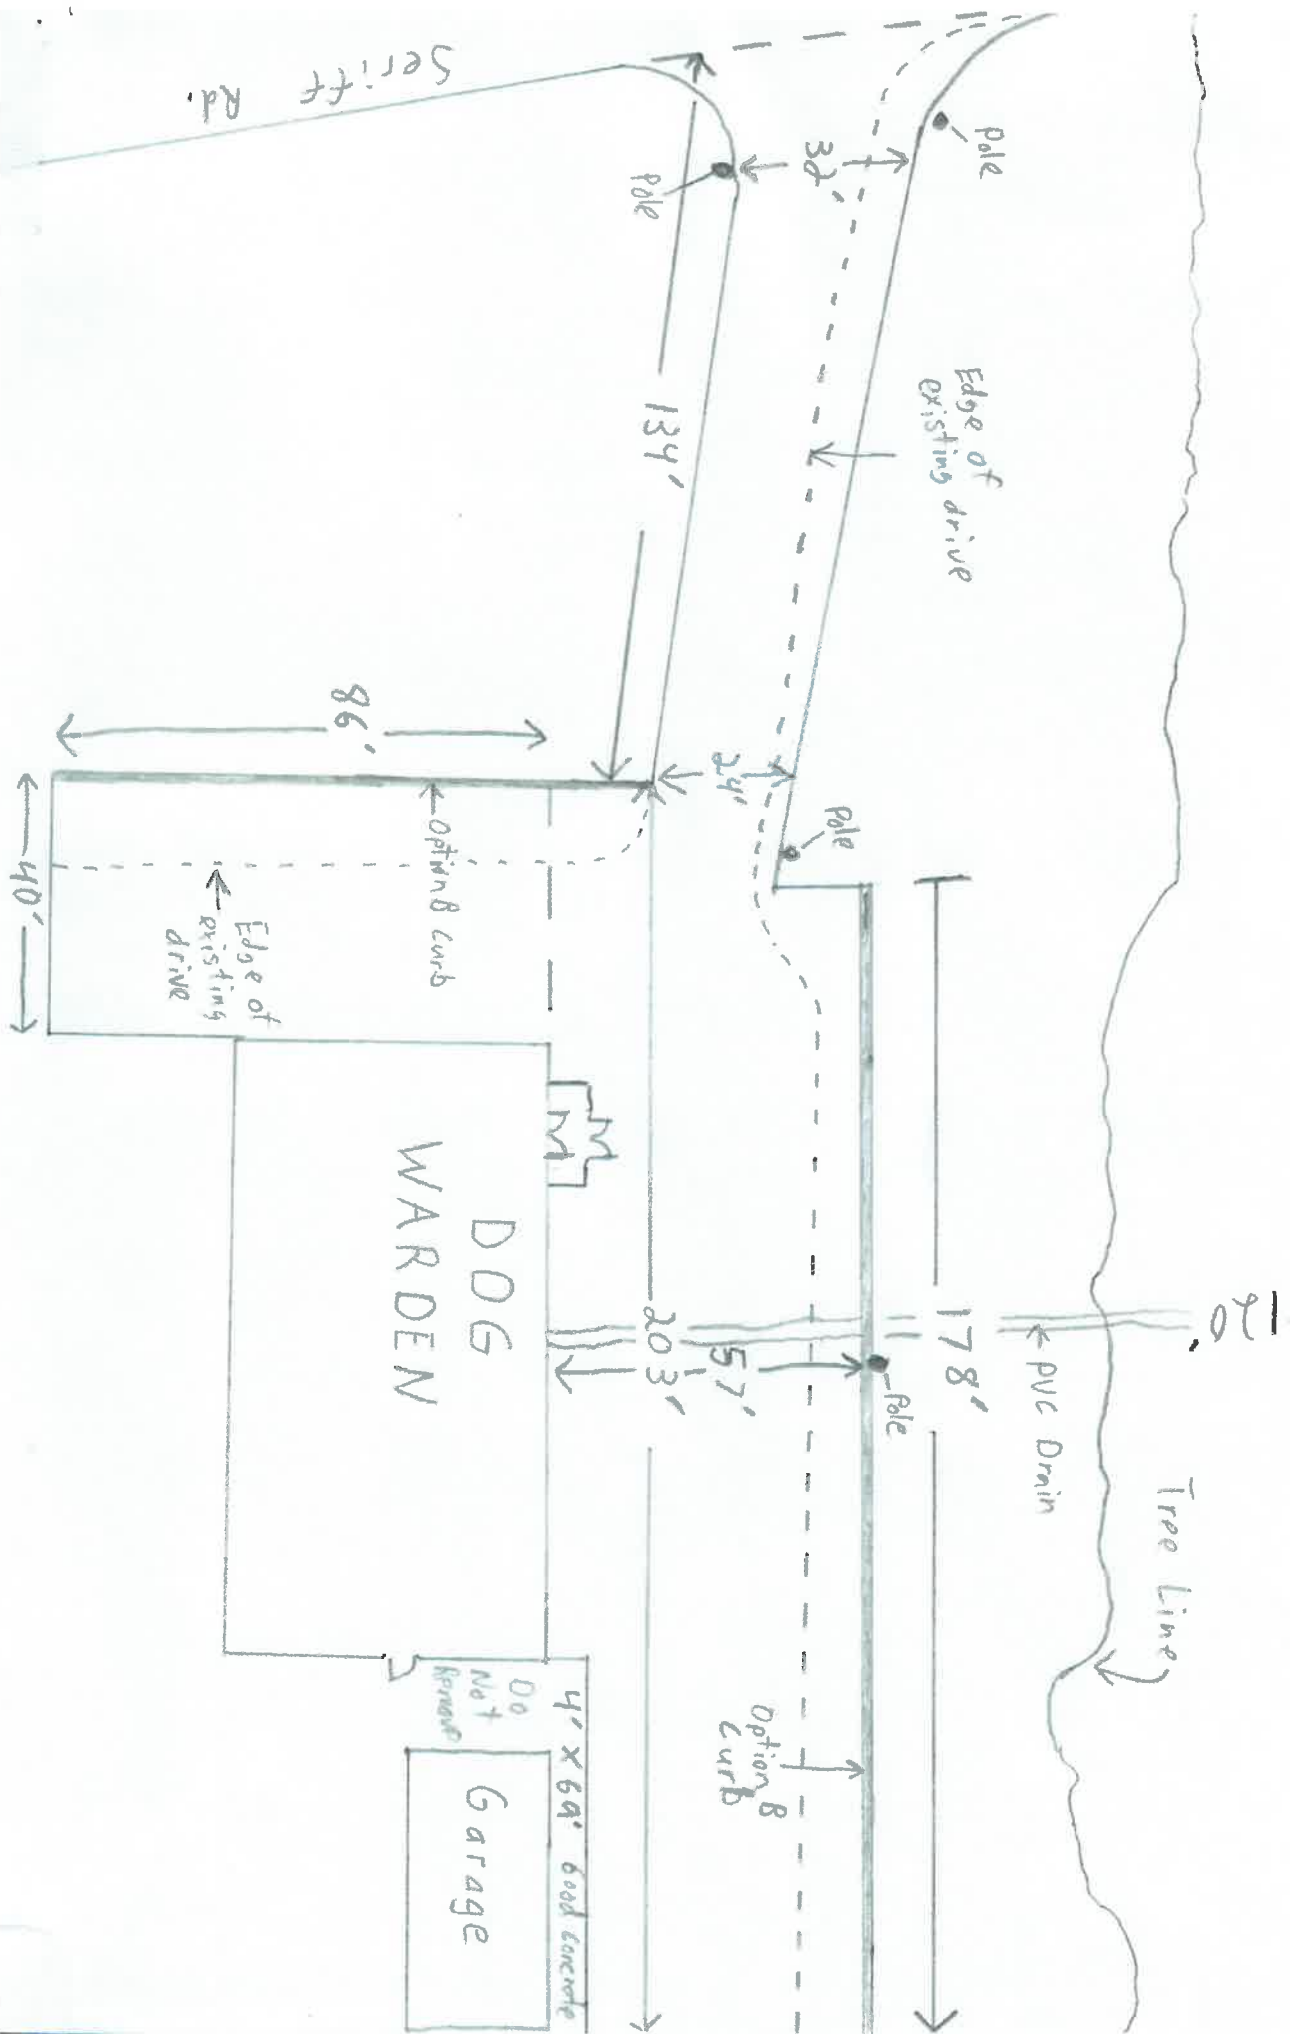 Seriff Rd.
Pole
Pole
32'
134'
Edge of
existing drive
86'
24'
Pole
40'
Option B Curb
Edge of
existing
drive
DOG
WARDEN
203'
57'
178'
Pole
PVC Drain
120'
Tree Line
Option B
Curb
Do
Not
Remove
4' X 69' Good Concrete
Garage